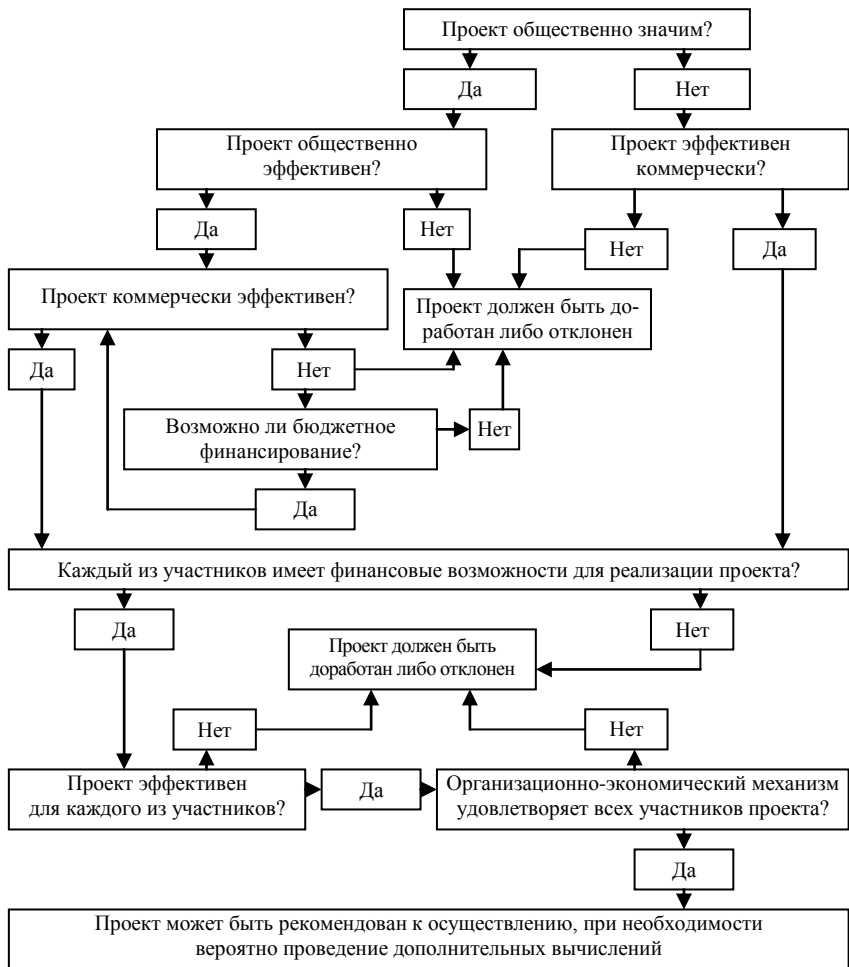 Проект общественно значим?
Да
Нет
Проект общественно
эффективен?
Проект эффективен
коммерчески?
Да
Нет
Нет
Да
Проект коммерчески эффективен?
Проект должен быть до-
работан либо отклонен
Да
Нет
Возможно ли бюджетное
финансирование?
Нет
Да
Каждый из участников имеет финансовые возможности для реализации проекта?
Да
Нет
Проект должен быть
доработан либо отклонен
Нет
Нет
Проект эффективен
для каждого из участников?
Да
Организационно-экономический механизм
удовлетворяет всех участников проекта?
Да
Проект может быть рекомендован к осуществлению, при необходимости
вероятно проведение дополнительных вычислений